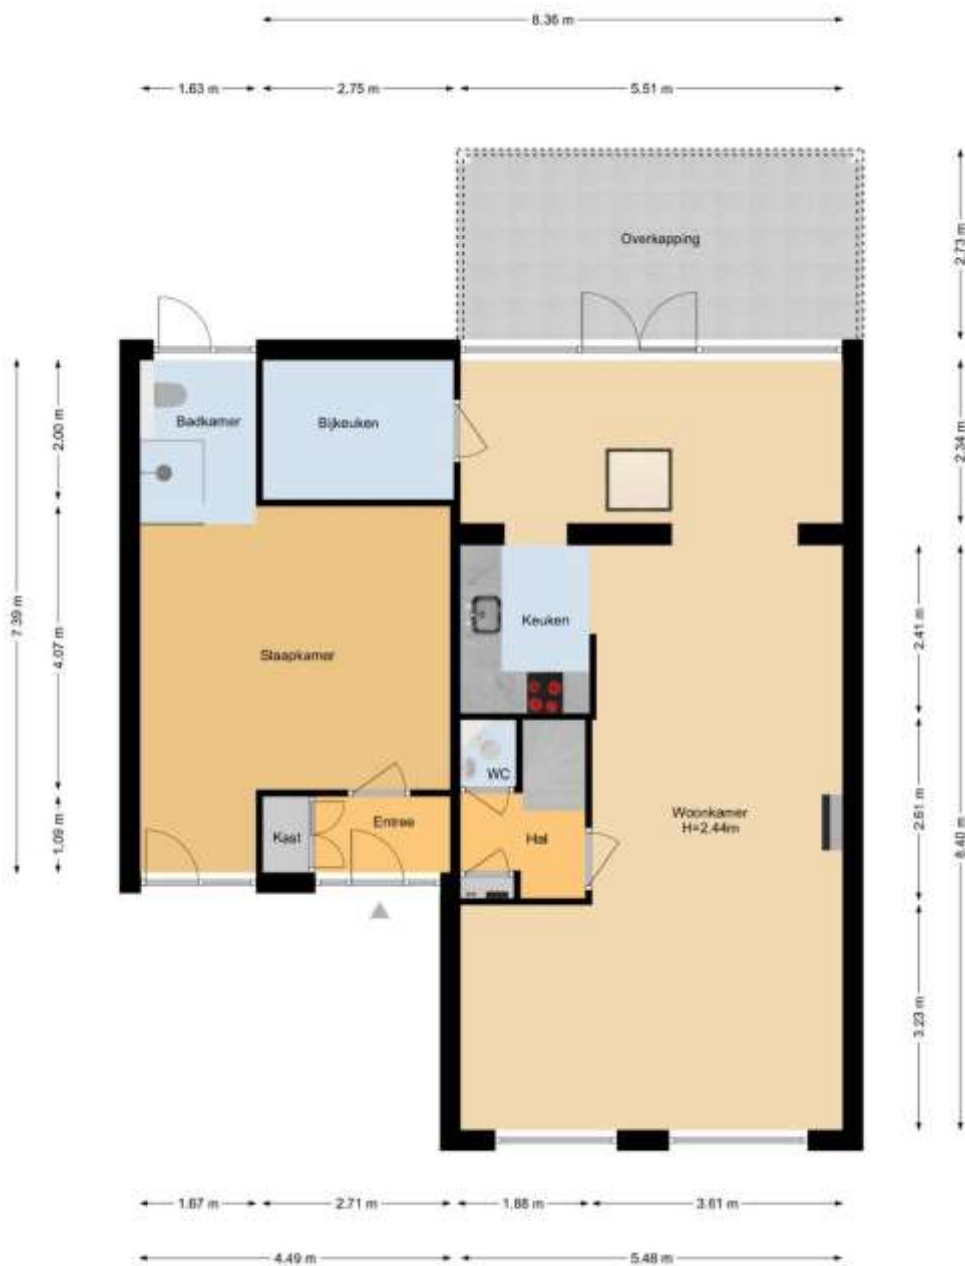 8.36 m
1.63 m
2.75 m
5.51 m
Overkapping
2.73 m
Badkamer
Bijkeuken
2.00 m
2.34 m
7.39 m
4.07 m
Slaapkamer
Keuken
2.41 m
WC
Woonkamer
H=2.44m
2.61 m
8.40 m
1.09 m
Kast
Entree
Hal
3.23 m
1.67 m
2.71 m
1.88 m
3.61 m
4.49 m
5.48 m